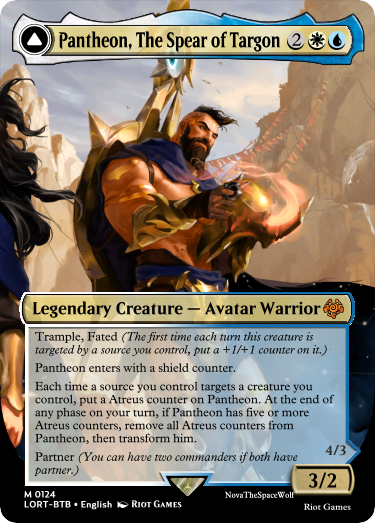 Pantheon, The Spear of Targon 2
Legendary Creature — Avatar Warrior
Trample, Fated (The first time each turn this creature is
targeted by a source you control, put a +1/+1 counter on it.)
Pantheon enters with a shield counter.
Each time a source you control targets a creature you
control, put a Atreus counter on Pantheon. At the end of
any phase on your turn, if Pantheon has five or more
Atreus counters, remove all Atreus counters from
Pantheon, then transform him.
Partner (You can have two commanders if both have
partner.)
4/3
3/2
M 0124
LORT-BTB • English Riot Games
NovaTheSpaceWolf
Riot Games